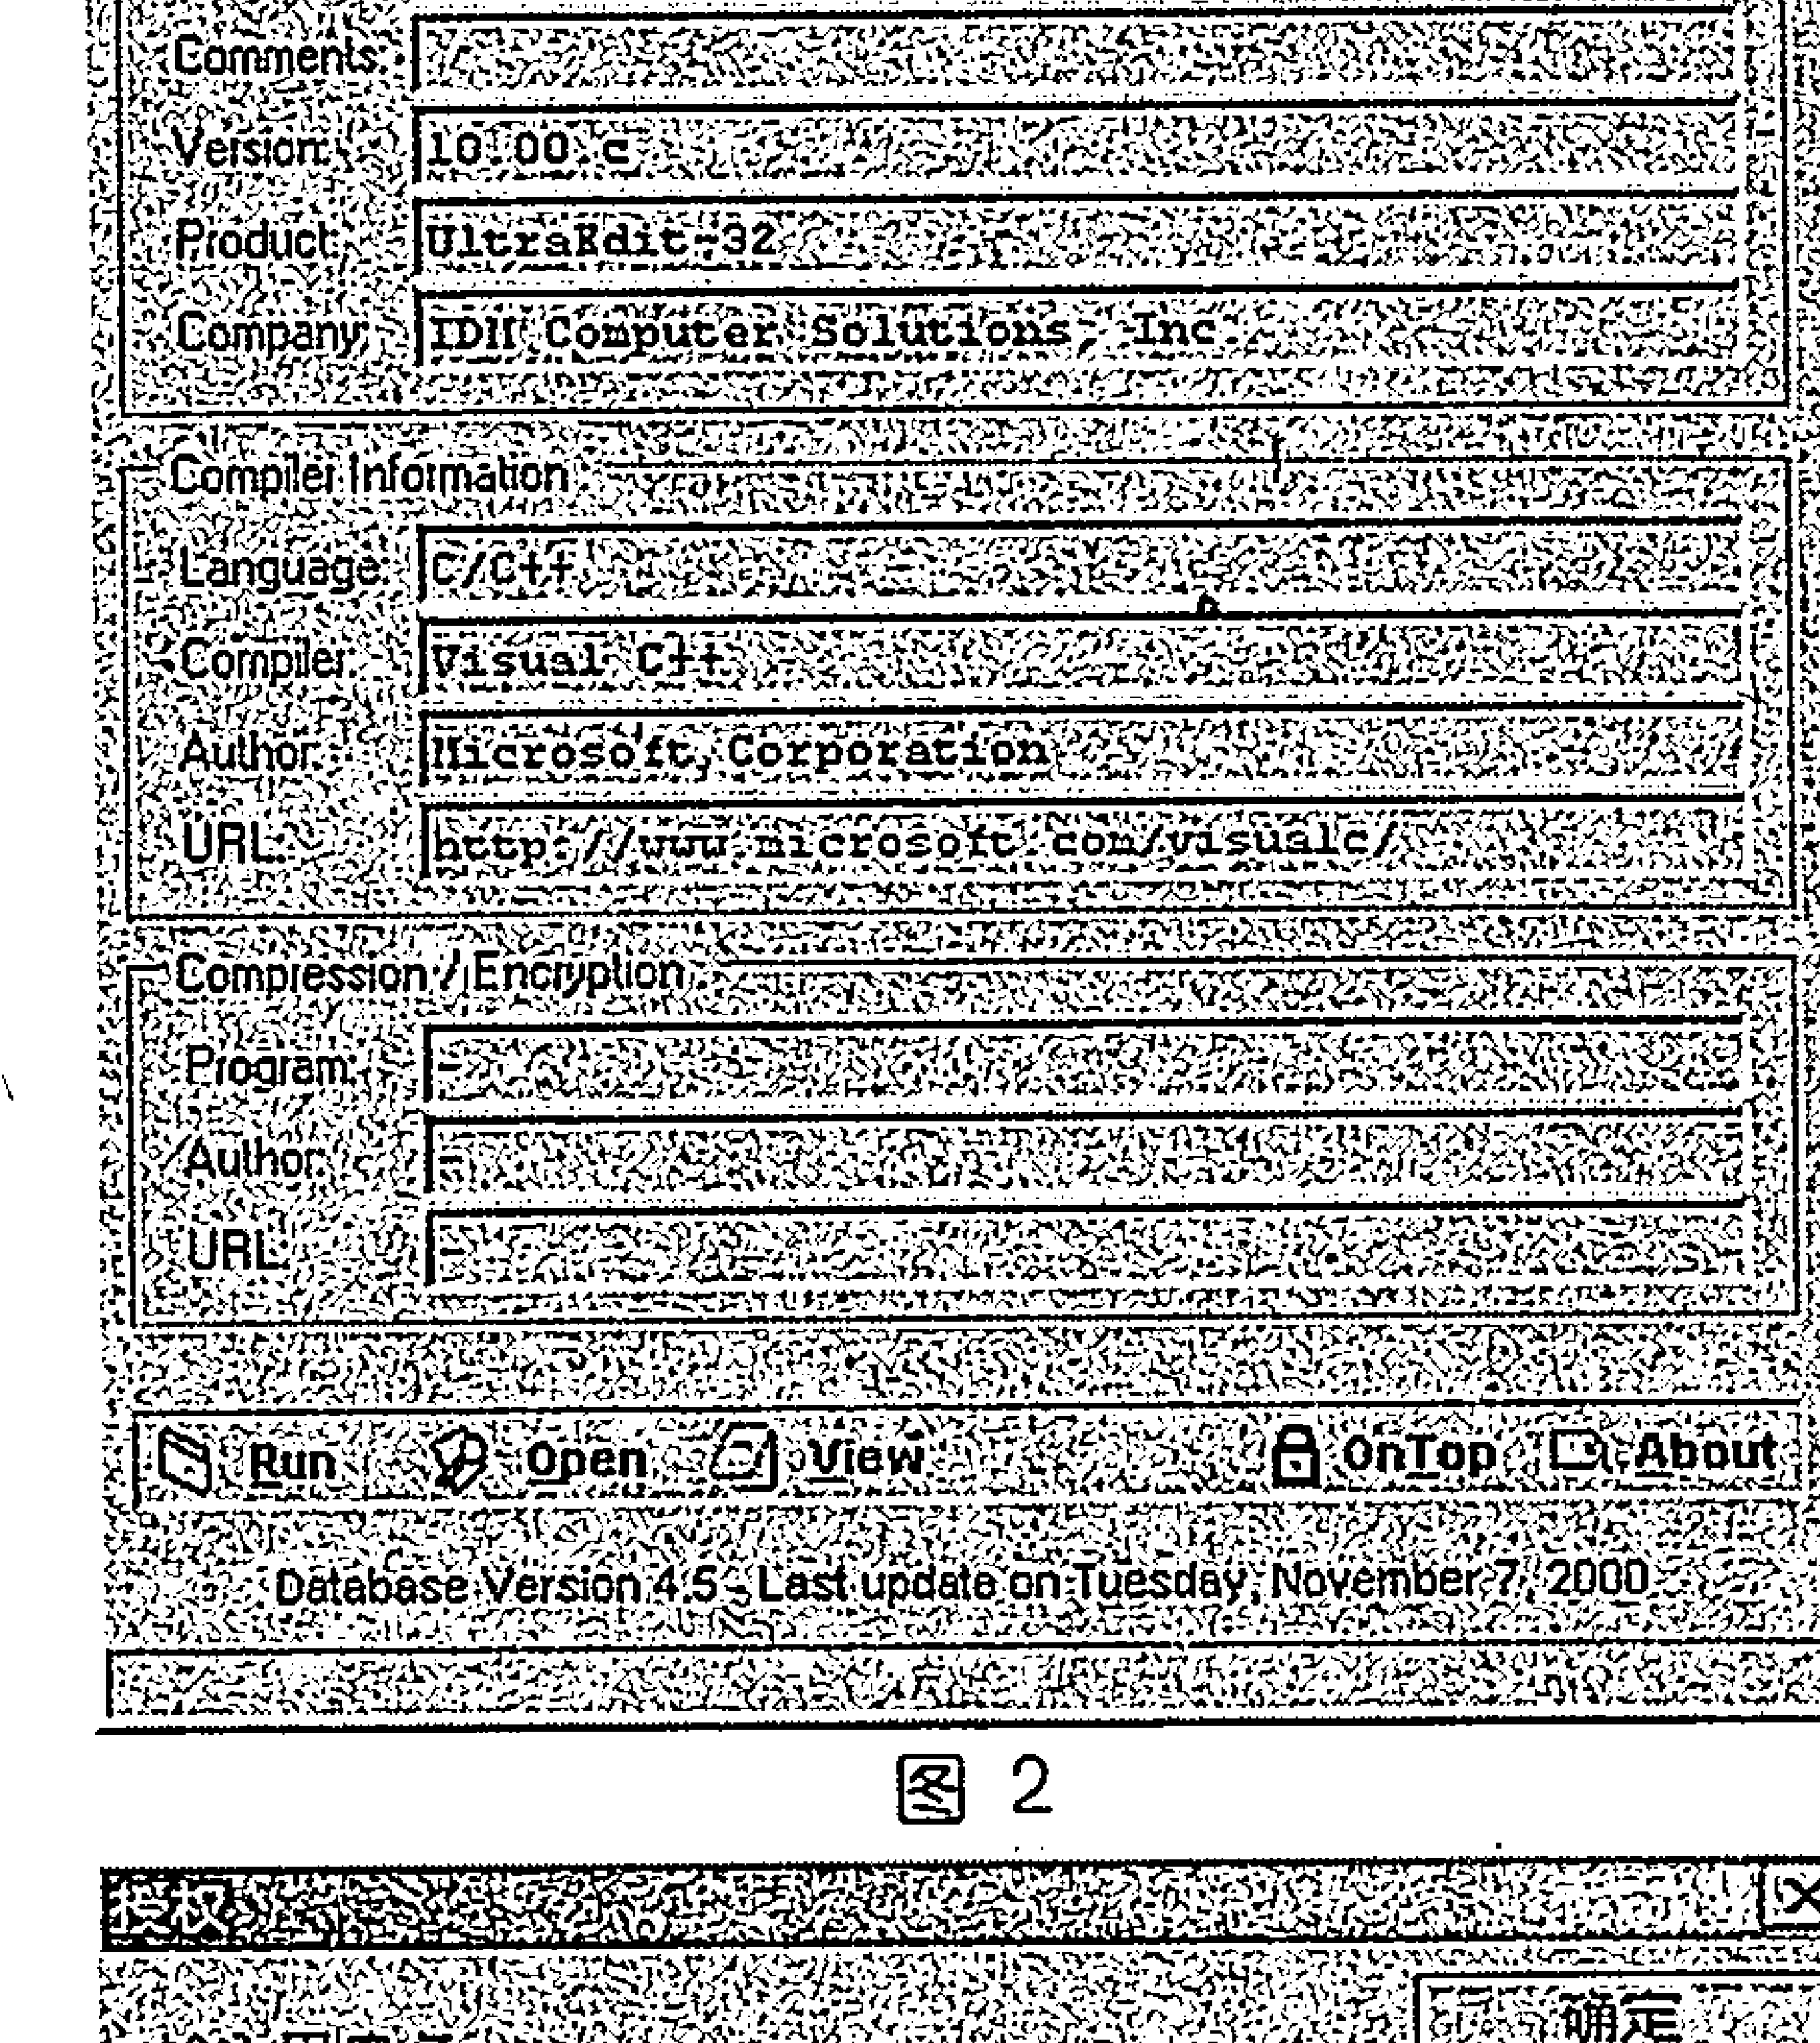 Comments:
Version: 10.00.c
Product: UltraEdit-32
Company: IDM Computer Solutions, Inc.
Compiler Information
Language: C/C++
Compiler: Visual C++
Author: Microsoft Corporation
URL: http://www.microsoft.com/visualc/
Compression / Encryption
Program: -
Author: -
URL: -
Run Open View OnTop About
Database Version 4.5 - Last update on Tuesday, November 7, 2000
图 2
授权
确定